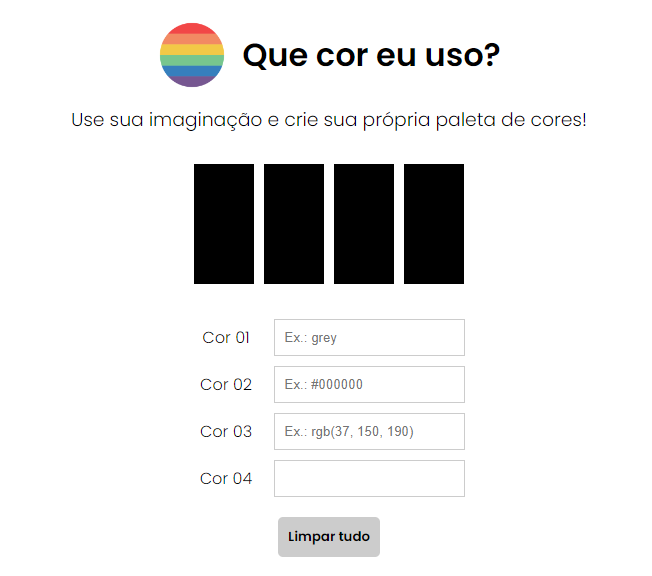 Que cor eu uso?
Use sua imaginação e crie sua própria paleta de cores!
Cor 01 Ex.: grey
Cor 02 Ex.: #000000
Cor 03 Ex.: rgb(37, 150, 190)
Cor 04
Limpar tudo